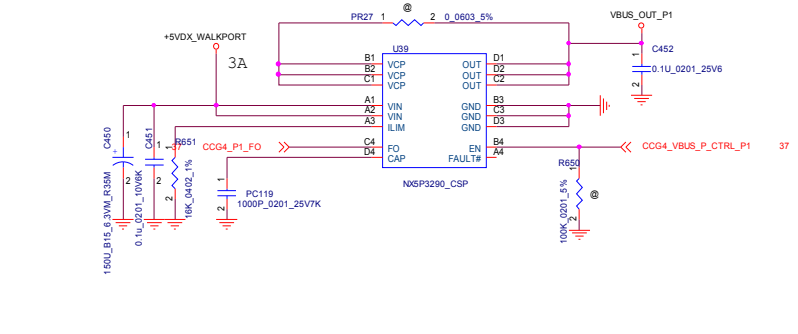 @
PR27 1 2 0_0603_5%
VBUS_OUT_P1
+5VDX_WALKPORT
3A
U39
C452
0.1U_0201_25V6
1
2
B1 VCP OUT D1
B2 VCP OUT D2
C1 VCP OUT C2
A1 VIN GND B3
A2 VIN GND C3
A3 ILIM GND D3
C4 FO EN B4
D4 CAP FAULT# A4
NX5P3290_CSP
C450
+
1
2
150U_B15_6.3VM_R35M
C451
1
2
0.1u_0201_10V6K
R651
1
2
16K_0402_1%
37 CCG4_P1_FO
1
2
PC119
1000P_0201_25V7K
CCG4_VBUS_P_CTRL_P1 37
R650
1
2
@
100K_0201_5%